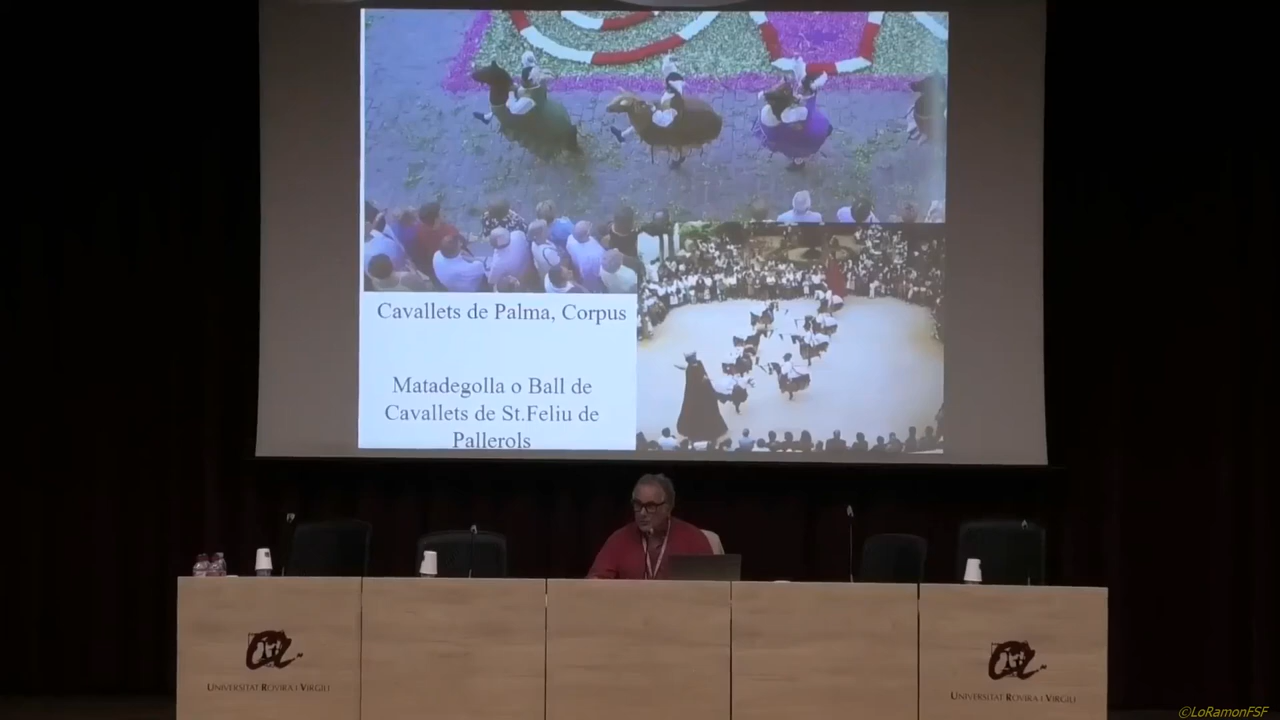 Cavallets de Palma, Corpus
Matadegolla o Ball de
Cavallets de St.Feliu de
Pallerols
UNIVERSITAT ROVIRA I VIRGILI
UNIVERSITAT ROVIRA I VIRGILI
©LoRamonFSF